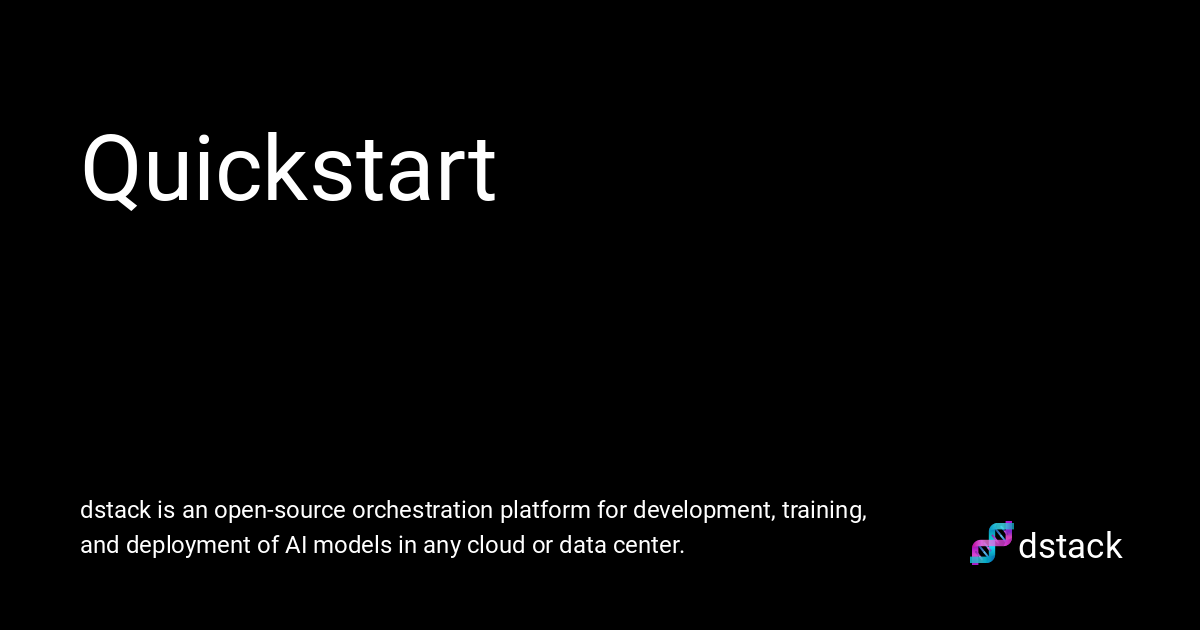 Quickstart
dstack is an open-source orchestration platform for development, training,
and deployment of AI models in any cloud or data center.
dstack